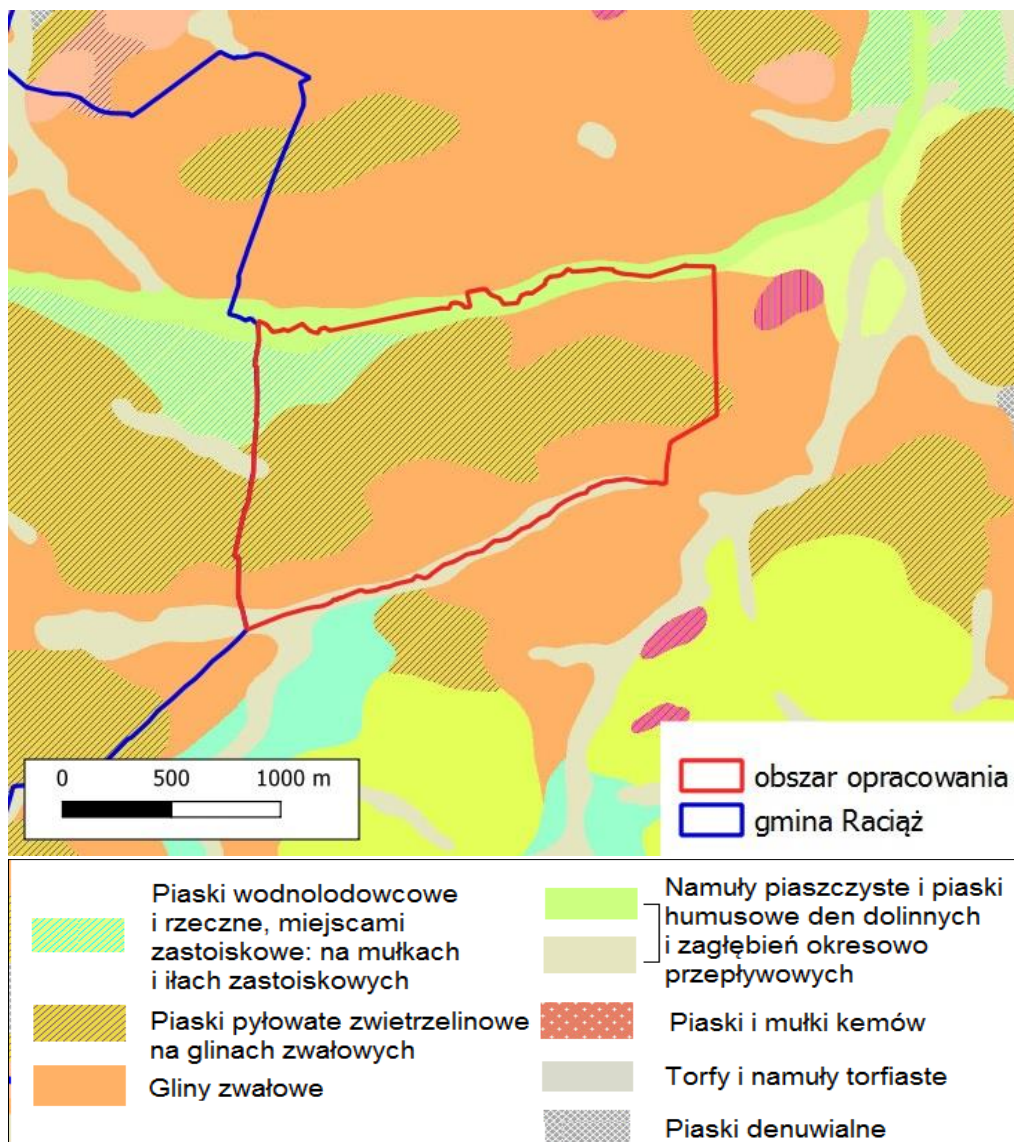 obszar opracowania
gmina Raciąż
0 500 1000 m
Piaski wodnolodowcowe
i rzeczne, miejscami
zastoiskowe: na mułkach
i iłach zastoiskowych
Piaski pyłowate zwietrzelinowe
na glinach zwałowych
Gliny zwałowe
Namuły piaszczyste i piaski
humusowe den dolinnych
i zagłębień okresowo
przepływowych
Piaski i mułki kemów
Torfy i namuły torfiaste
Piaski denuwialne